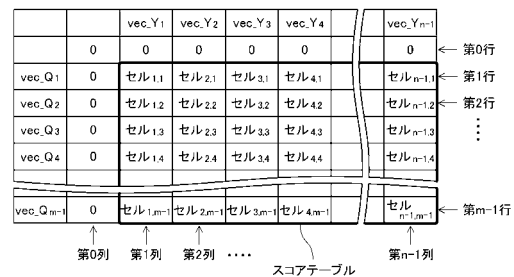 vec_Y1 vec_Y2 vec_Y3 vec_Y4 vec_Yn-1
0 0 0 0 0 0 ← 第0行
vec_Q1 0 セル1,1 セル2,1 セル3,1 セル4,1 セルn-1,1 ← 第1行
vec_Q2 0 セル1,2 セル2,2 セル3,2 セル4,2 セルn-1,2 ← 第2行
vec_Q3 0 セル1,3 セル2,3 セル3,3 セル4,3 セルn-1,3
vec_Q4 0 セル1,4 セル2,4 セル3,4 セル4,4 セルn-1,4
vec_Qm-1 0 セル1,m-1 セル2,m-1 セル3,m-1 セル4,m-1 セルn-1,m-1 ← 第m-1行
第0列 第1列 第2列 ‥‥ 第n-1列
スコアテーブル